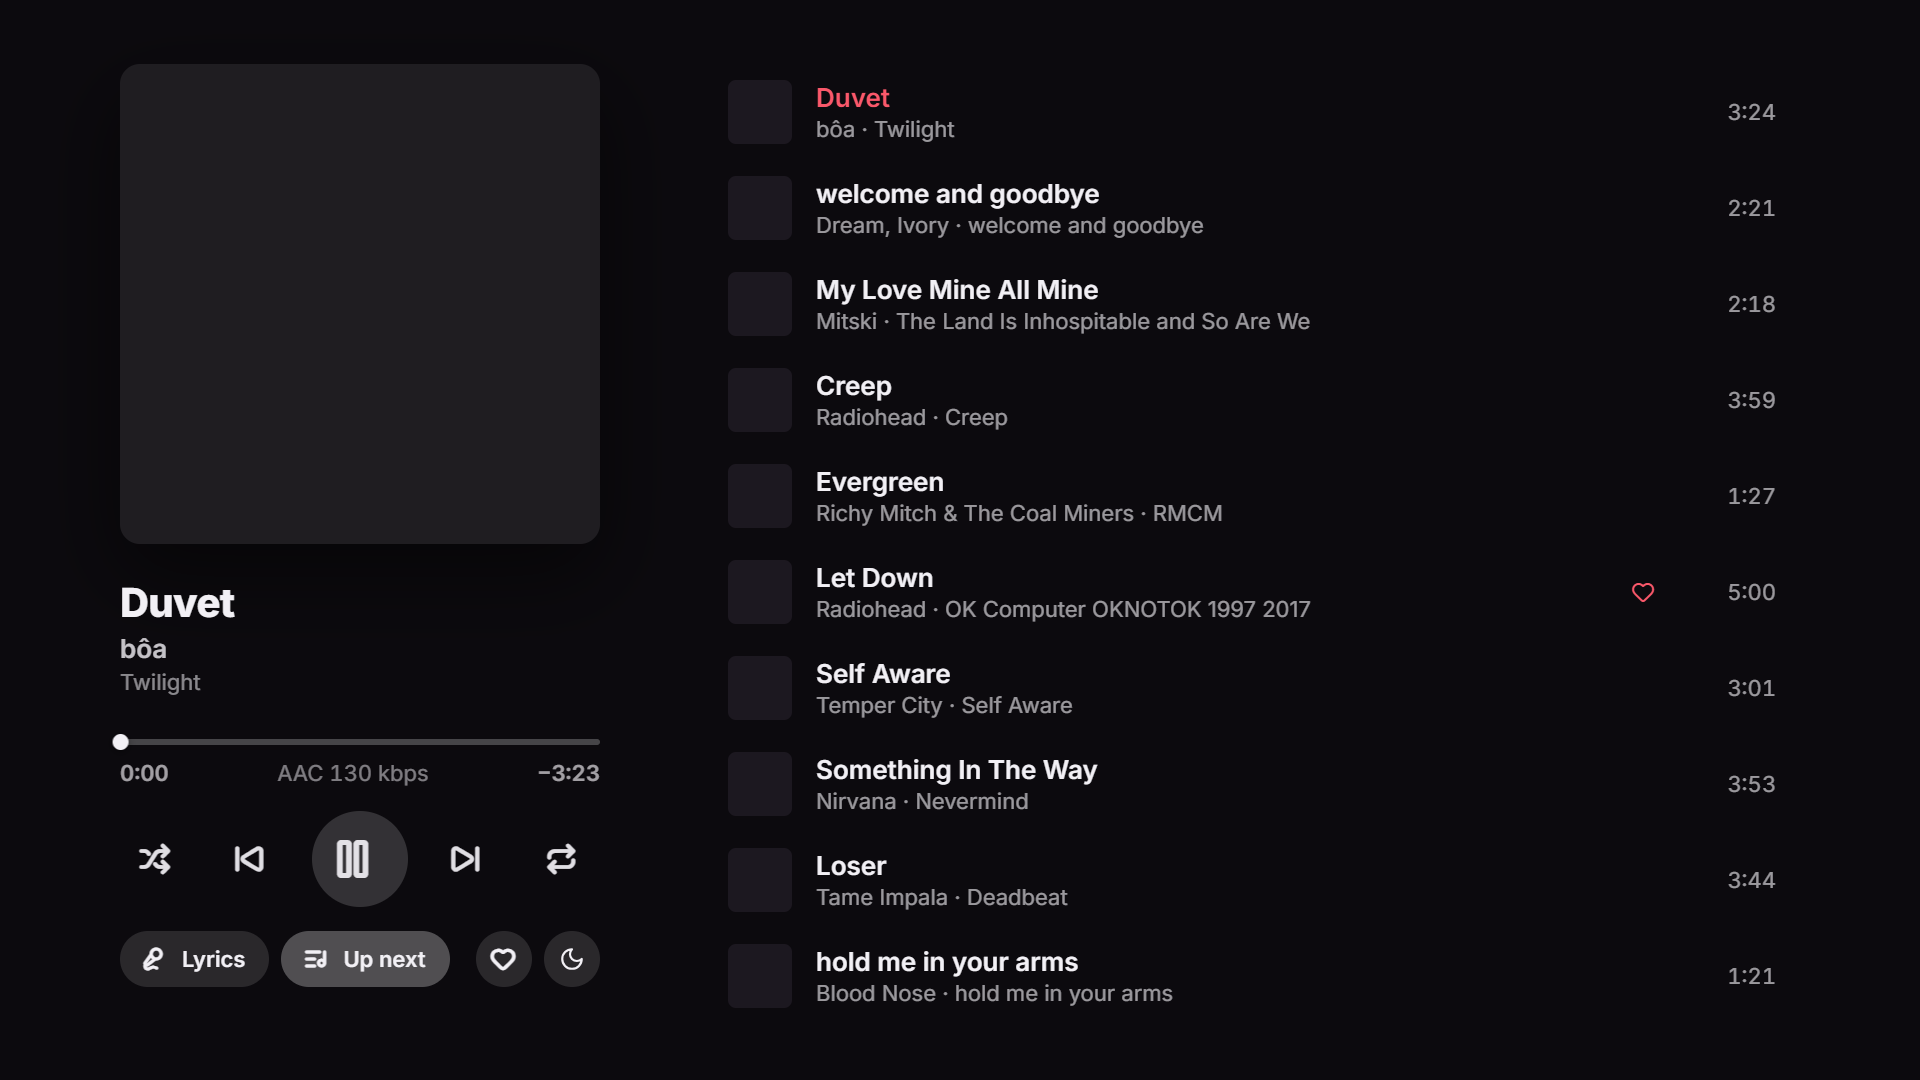 Duvet
bôa
Twilight
0:00 AAC 130 kbps −3:23
Lyrics Up next
Duvet
bôa · Twilight
3:24
welcome and goodbye
Dream, Ivory · welcome and goodbye
2:21
My Love Mine All Mine
Mitski · The Land Is Inhospitable and So Are We
2:18
Creep
Radiohead · Creep
3:59
Evergreen
Richy Mitch & The Coal Miners · RMCM
1:27
Let Down
Radiohead · OK Computer OKNOTOK 1997 2017
5:00
Self Aware
Temper City · Self Aware
3:01
Something In The Way
Nirvana · Nevermind
3:53
Loser
Tame Impala · Deadbeat
3:44
hold me in your arms
Blood Nose · hold me in your arms
1:21